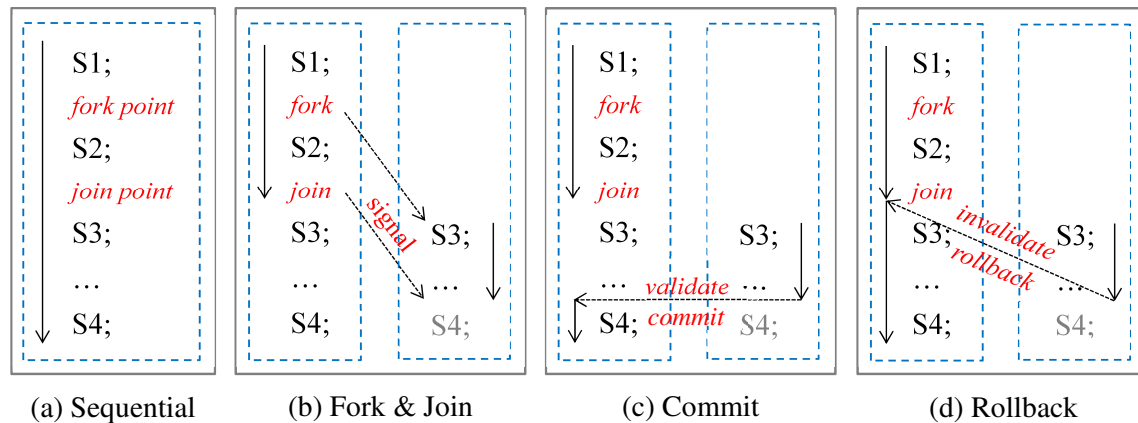 S1;
fork point
S2;
join point
S3;
...
S4;
(a) Sequential
S1;
fork
S2;
join
signal
S3;
S3;
...
...
S4;
S4;
(b) Fork & Join
S1;
fork
S2;
join
S3;
S3;
...
validate
...
S4;
commit
S4;
(c) Commit
S1;
fork
S2;
join
invalidate
S3;
S3;
rollback
...
...
S4;
S4;
(d) Rollback